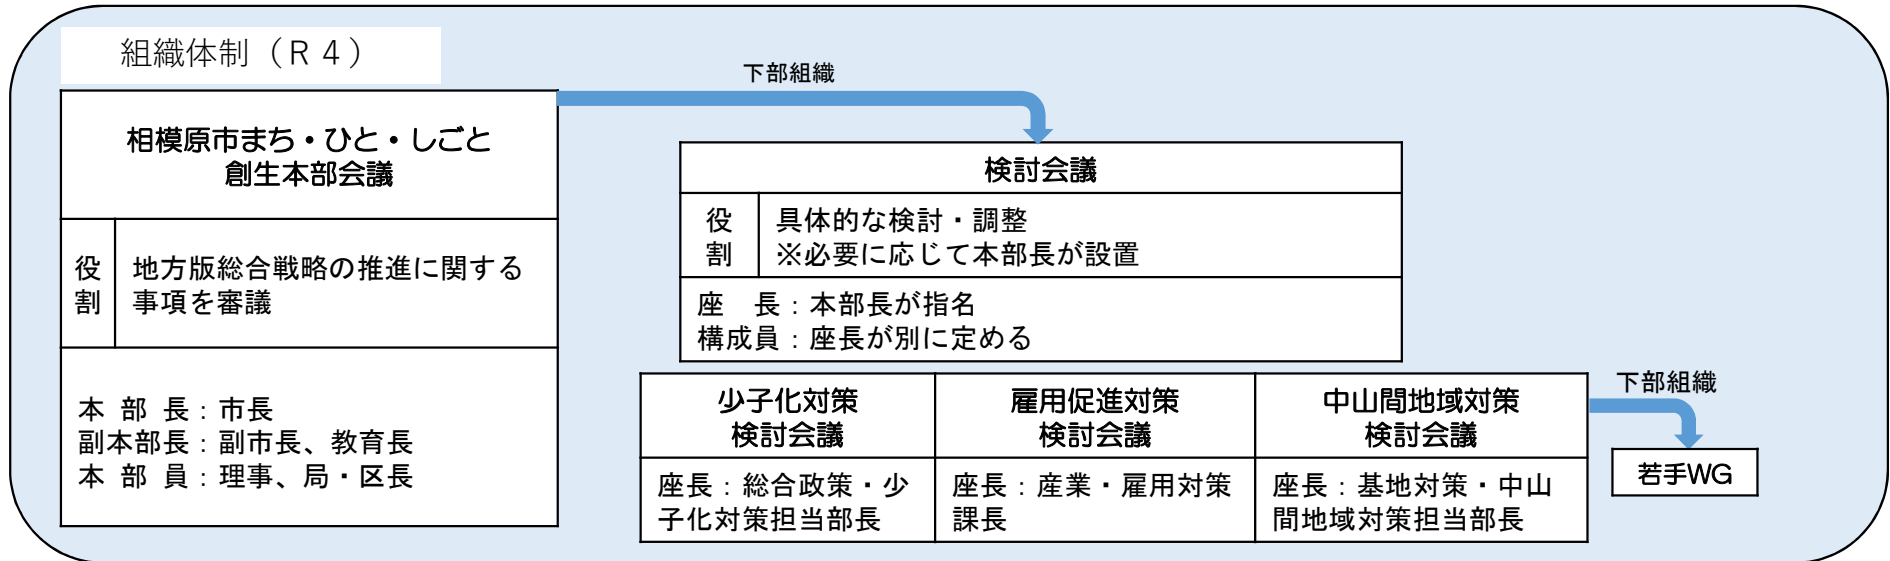 組織体制（Ｒ４）
相模原市まち・ひと・しごと
創生本部会議
役
割
地方版総合戦略の推進に関する
事項を審議
本 部 長：市長
副本部長：副市長、教育長
本 部 員：理事、局・区長
下部組織
検討会議
役
割
具体的な検討・調整
※必要に応じて本部長が設置
座　長：本部長が指名
構成員：座長が別に定める
少子化対策
検討会議
座長：総合政策・少
子化対策担当部長
雇用促進対策
検討会議
座長：産業・雇用対策
課長
中山間地域対策
検討会議
座長：基地対策・中山
間地域対策担当部長
下部組織
若手WG